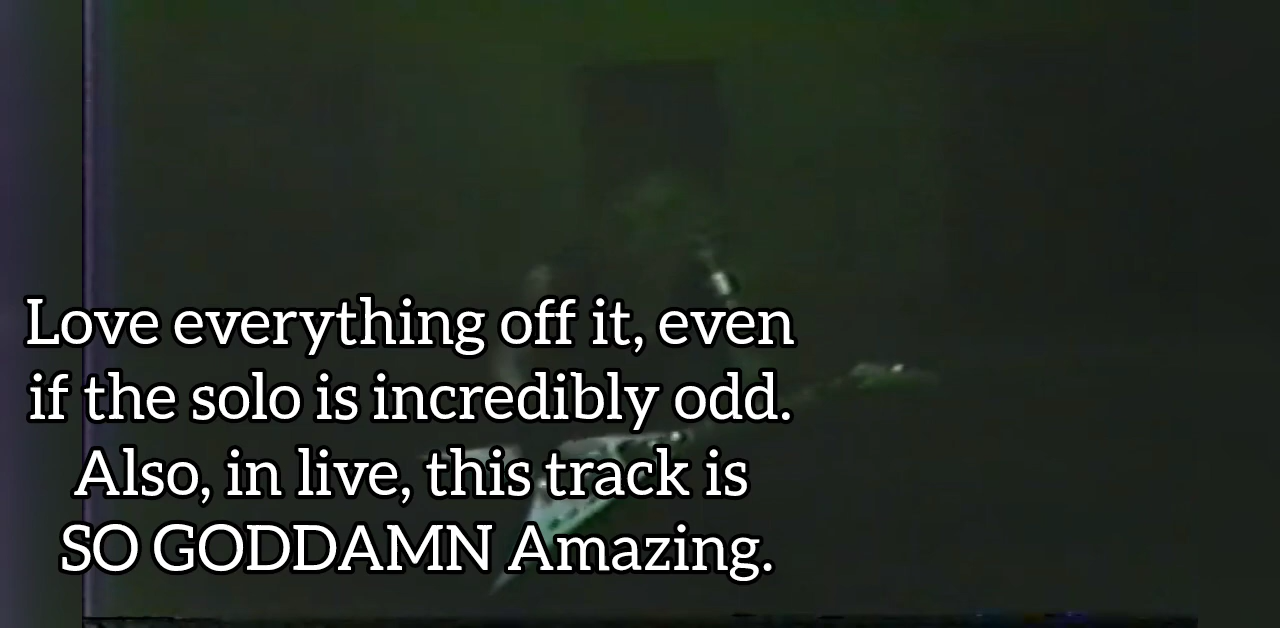 Love everything off it, even
if the solo is incredibly odd.
Also, in live, this track is
SO GODDAMN Amazing.